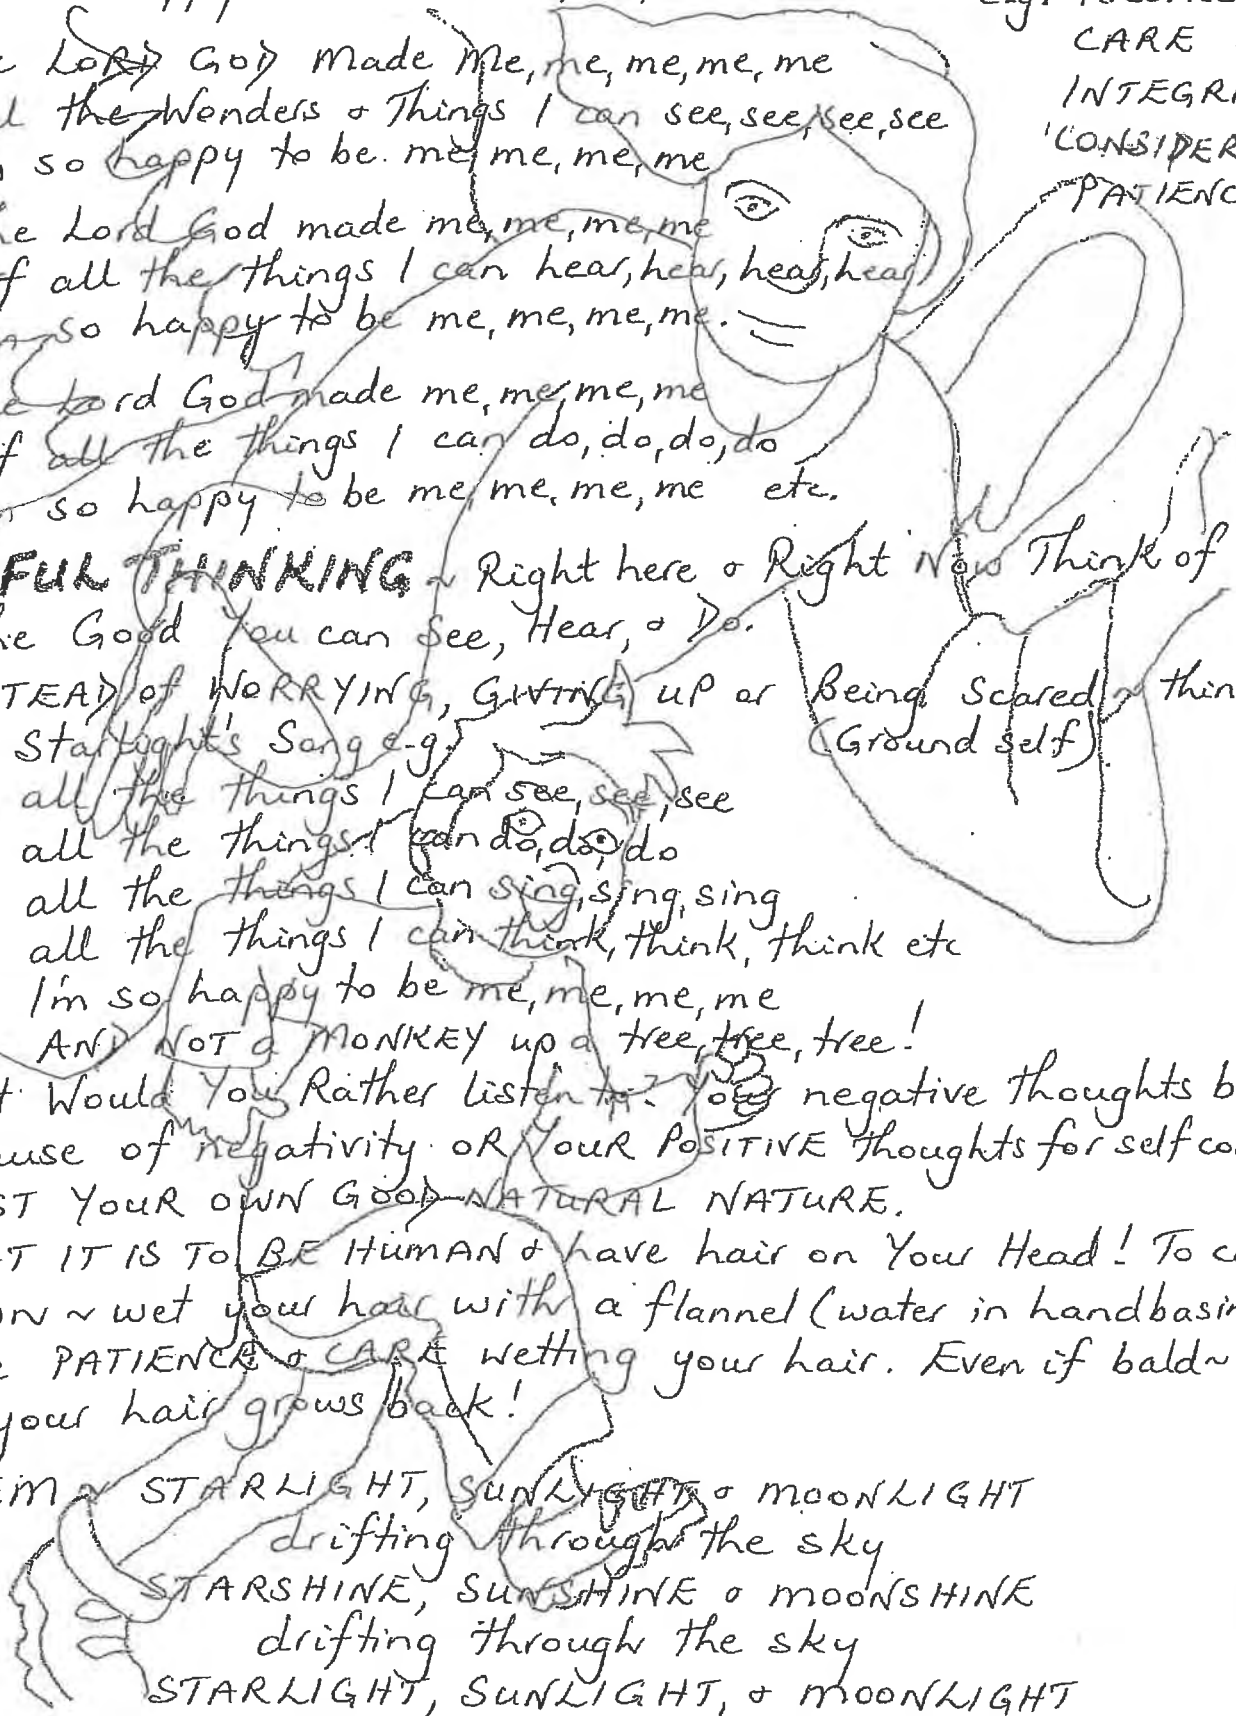 LORD GOD Made Me, me, me, me, me
the Wonders & Things I can see, see, see, see
so happy to be. me, me, me, me
Lord God made me, me, me, me
all the things I can hear, hear, hear, hear
so happy to be me, me, me, me.
Lord God made me, me, me, me
all the things I can do, do, do, do
so happy to be me, me, me, me etc.
CARE
INTEGR
'CONSIDER
PATIENC
FUL THINKING ~ Right here & Right Now Think of
Good You can See, Hear, & Do.
TEAD of WORRYING, GIVING up or Being Scared ~ thin
Starlight's Song e.g. (Ground self)
all the things I can see, see, see
all the things I can do, do, do
all the things I can sing, sing, sing
all the things I can think, think, think etc
I'm so happy to be me, me, me, me
AND NOT a MONKEY up a tree, tree, tree!
t Would You Rather listen to? Your negative thoughts b
use of negativity OR YOUR POSITIVE thoughts for self co
ST YOUR OWN GOOD NATURAL NATURE.
T IT IS TO BE HUMAN & have hair on Your Head! To c
ON ~ wet your hair with a flannel (water in handbasin
PATIENCE & CARE wetting your hair. Even if bald ~
your hair grows back!
EM ~ STARLIGHT, SUNLIGHT & MOONLIGHT
drifting through the sky
STARSHINE, SUNSHINE & MOONSHINE
drifting through the sky
STARLIGHT, SUNLIGHT, & MOONLIGHT